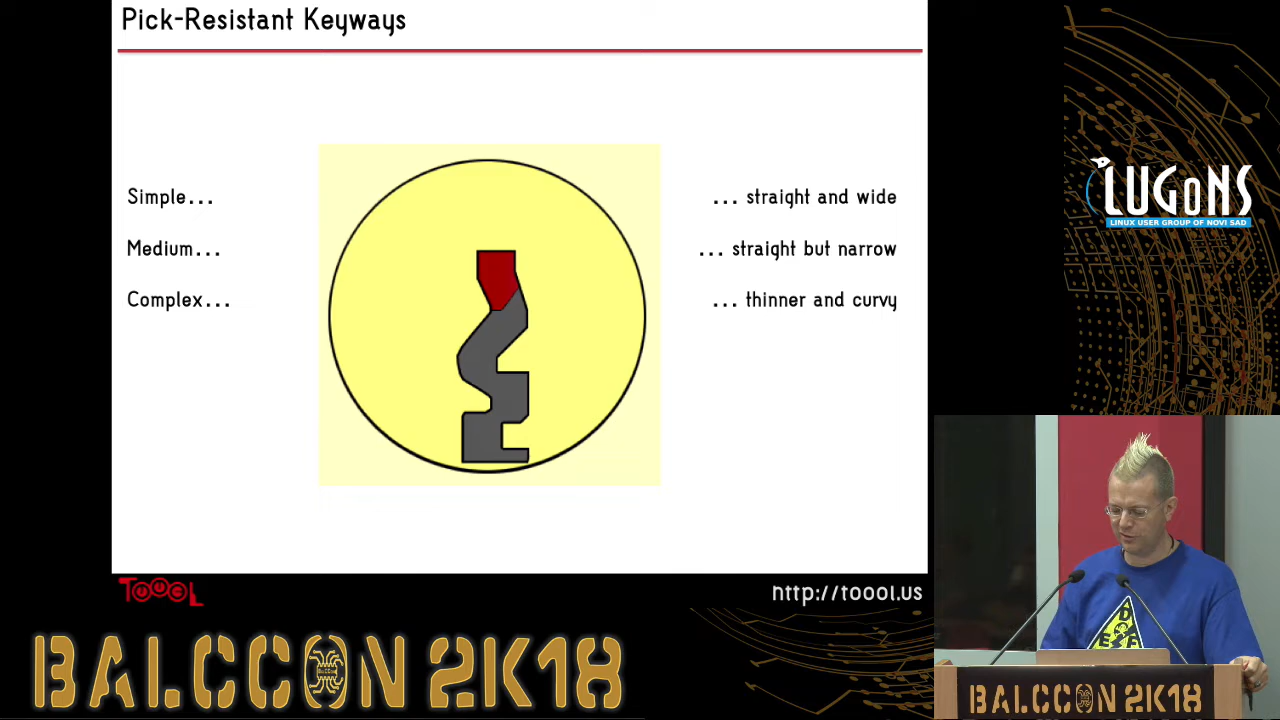 Pick-Resistant Keyways
Simple...
... straight and wide
Medium...
... straight but narrow
Complex...
... thinner and curvy
LUGoNS
LINUX USER GROUP OF NOVI SAD
TOOOL
http://toool.us
BALCCON 2K18
BALCCON 2K18